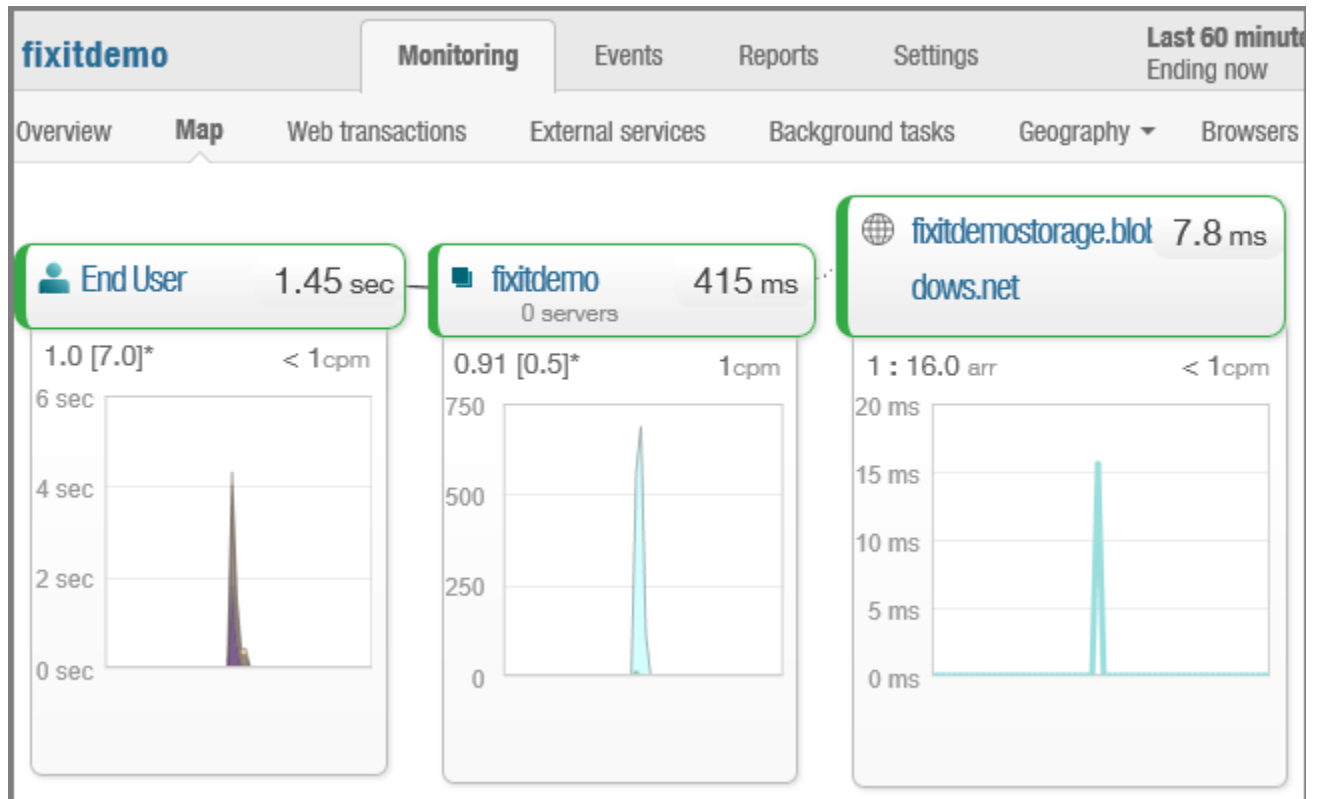 fixitdemo Monitoring Events Reports Settings Last 60 minute
Ending now
Overview Map Web transactions External services Background tasks Geography Browsers
End User 1.45 sec
1.0 [7.0]* < 1cpm
6 sec
4 sec
2 sec
0 sec
fixitdemo 415 ms
0 servers
0.91 [0.5]* 1cpm
750
500
250
0
fixitdemostorage.blob 7.8 ms
dows.net
1 : 16.0 arr < 1cpm
20 ms
15 ms
10 ms
5 ms
0 ms